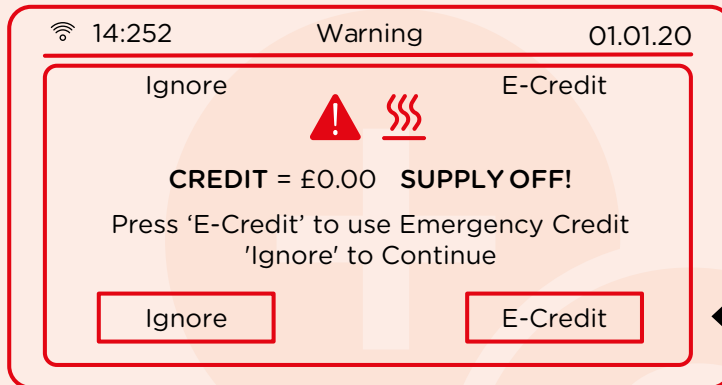 14:252 Warning 01.01.20
Ignore E-Credit
CREDIT = £0.00 SUPPLY OFF!
Press ‘E-Credit’ to use Emergency Credit
'Ignore' to Continue
Ignore E-Credit